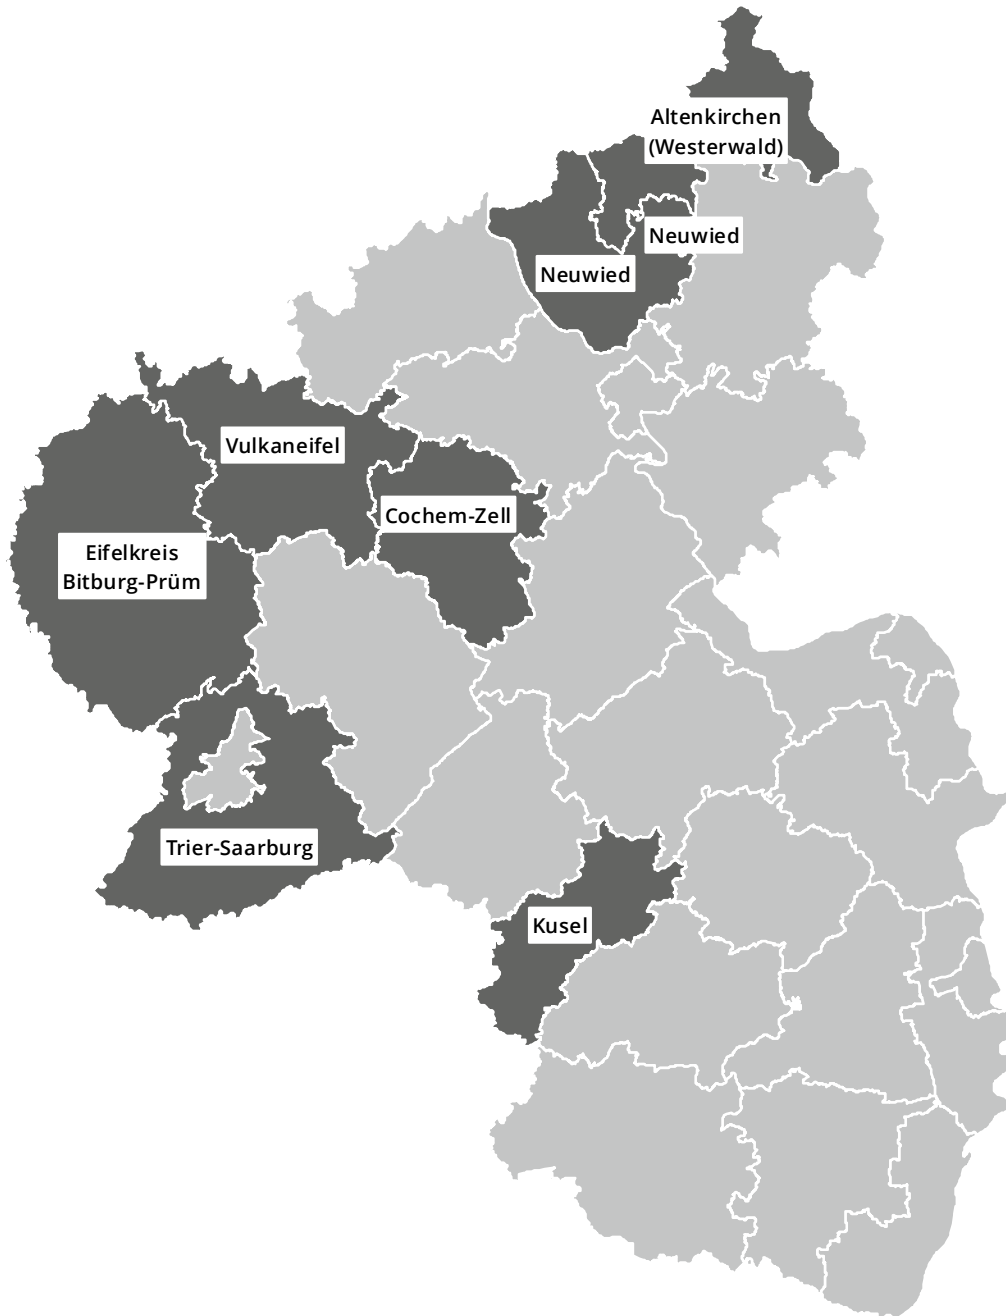 Altenkirchen
(Westerwald)
Neuwied
Neuwied
Vulkaneifel
Cochem-Zell
Eifelkreis
Bitburg-Prüm
Trier-Saarburg
Kusel